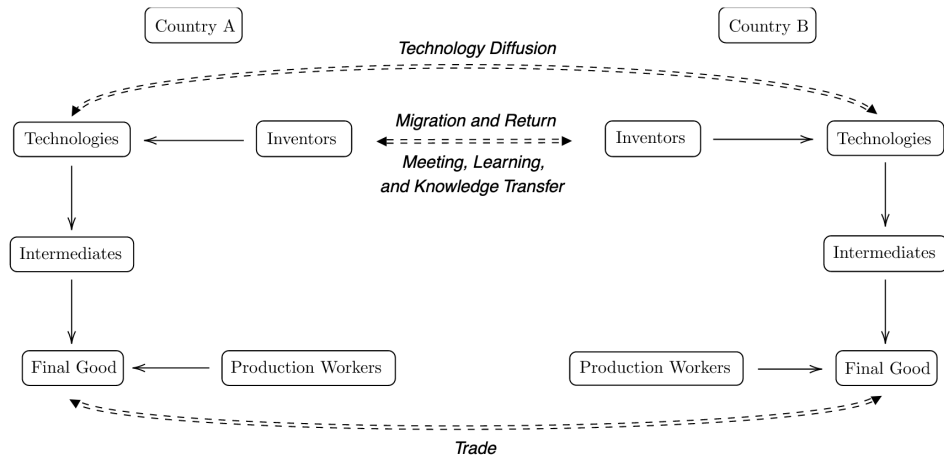 Country A
Country B
Technology Diffusion
Technologies
Inventors
Migration and Return
Meeting, Learning,
and Knowledge Transfer
Inventors
Technologies
Intermediates
Intermediates
Final Good
Production Workers
Production Workers
Final Good
Trade